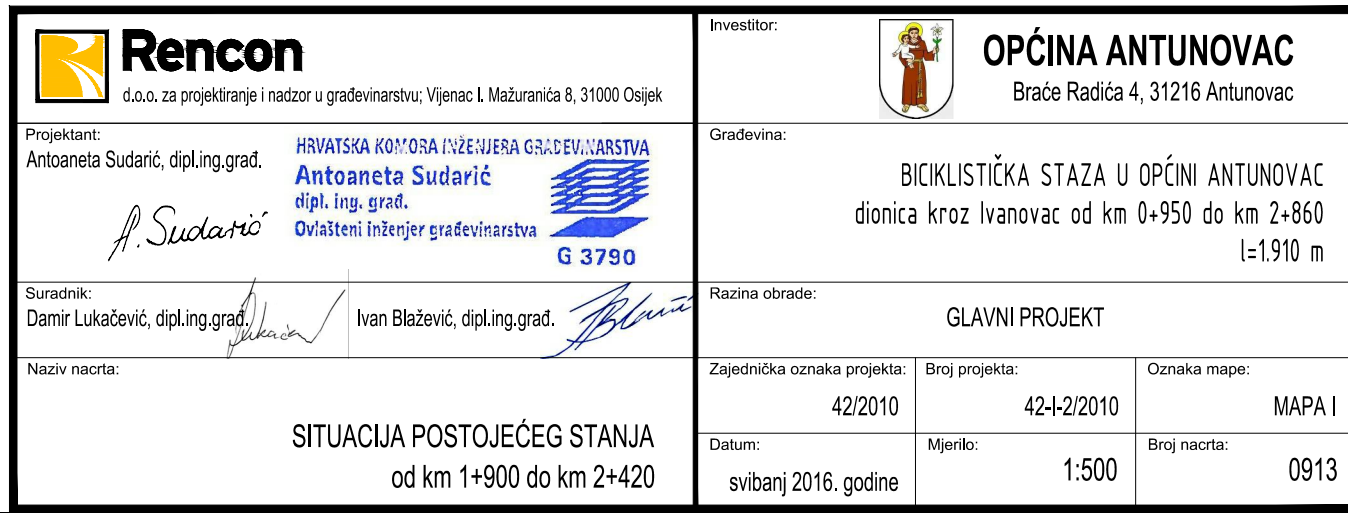 Rencon
d.o.o. za projektiranje i nadzor u građevinarstvu; Vijenac I. Mažuranića 8, 31000 Osijek
Investitor:
OPĆINA ANTUNOVAC
Braće Radića 4, 31216 Antunovac
Projektant:
Antoaneta Sudarić, dipl.ing.građ.
A. Sudarić
HRVATSKA KOMORA INŽENJERA GRAĐEVINARSTVA
Antoaneta Sudarić
dipl. ing. građ.
Ovlašteni inženjer građevinarstva
G 3790
Građevina:
BICIKLISTIČKA STAZA U OPĆINI ANTUNOVAC
dionica kroz Ivanovac od km 0+950 do km 2+860
l=1.910 m
Suradnik:
Damir Lukačević, dipl.ing.građ.
Ivan Blažević, dipl.ing.građ.
Razina obrade:
GLAVNI PROJEKT
Naziv nacrta:
SITUACIJA POSTOJEĆEG STANJA
od km 1+900 do km 2+420
Zajednička oznaka projekta:
42/2010
Broj projekta:
42-I-2/2010
Oznaka mape:
MAPA I
Datum:
svibanj 2016. godine
Mjerilo:
1:500
Broj nacrta:
0913